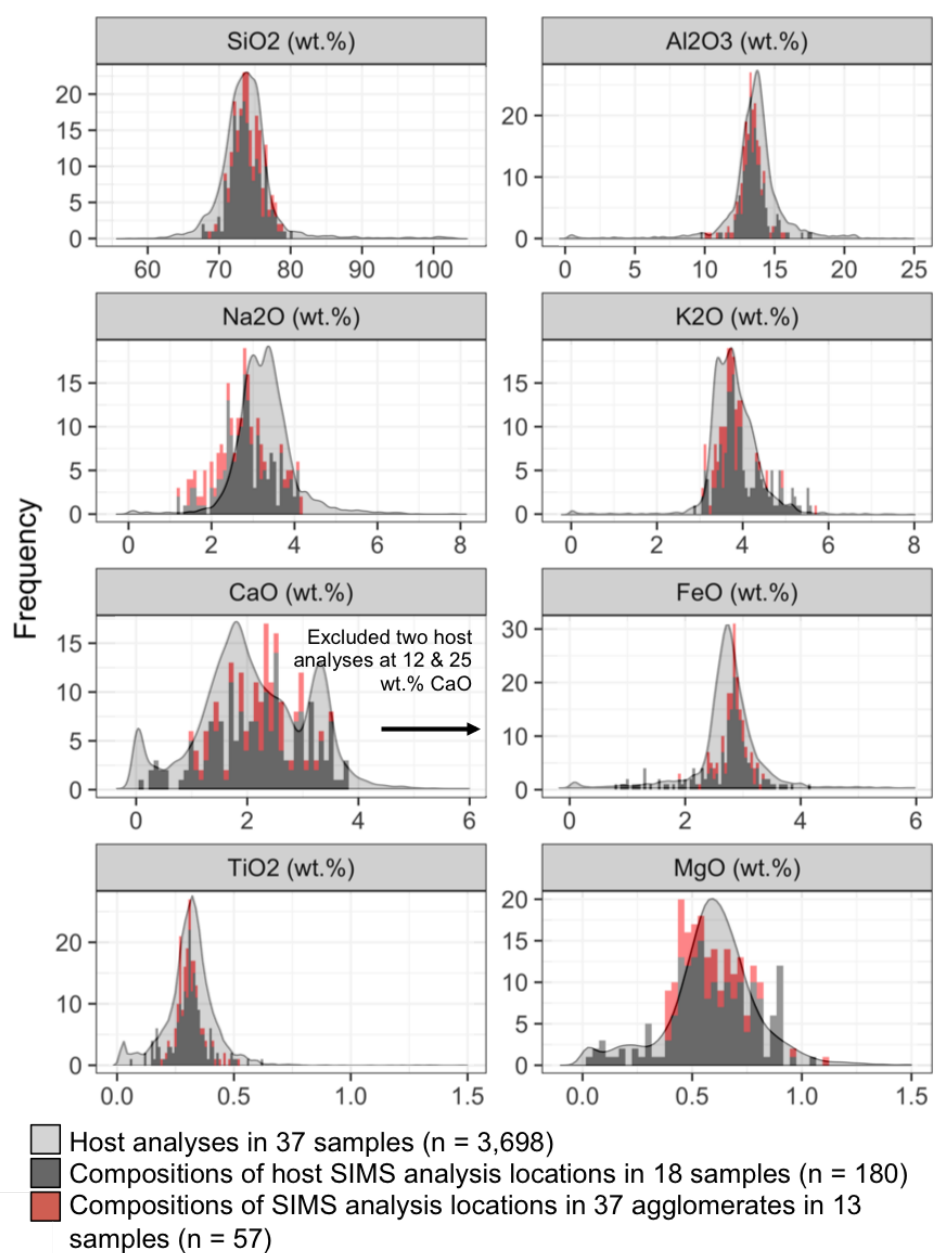 SiO2 (wt.%)
Al2O3 (wt.%)
20
15
10
5
0
60 70 80 90 100
20
10
0
0 5 10 15 20 25
Na2O (wt.%)
K2O (wt.%)
15
10
5
0
0 2 4 6 8
15
10
5
0
0 2 4 6 8
Frequency
CaO (wt.%)
FeO (wt.%)
15
10
5
0
Excluded two host
analyses at 12 & 25
wt.% CaO
0 2 4 6
30
20
10
0
0 2 4 6
TiO2 (wt.%)
MgO (wt.%)
20
10
0
0.0 0.5 1.0 1.5
20
15
10
5
0
0.0 0.5 1.0 1.5
Host analyses in 37 samples (n = 3,698)
Compositions of host SIMS analysis locations in 18 samples (n = 180)
Compositions of SIMS analysis locations in 37 agglomerates in 13
samples (n = 57)